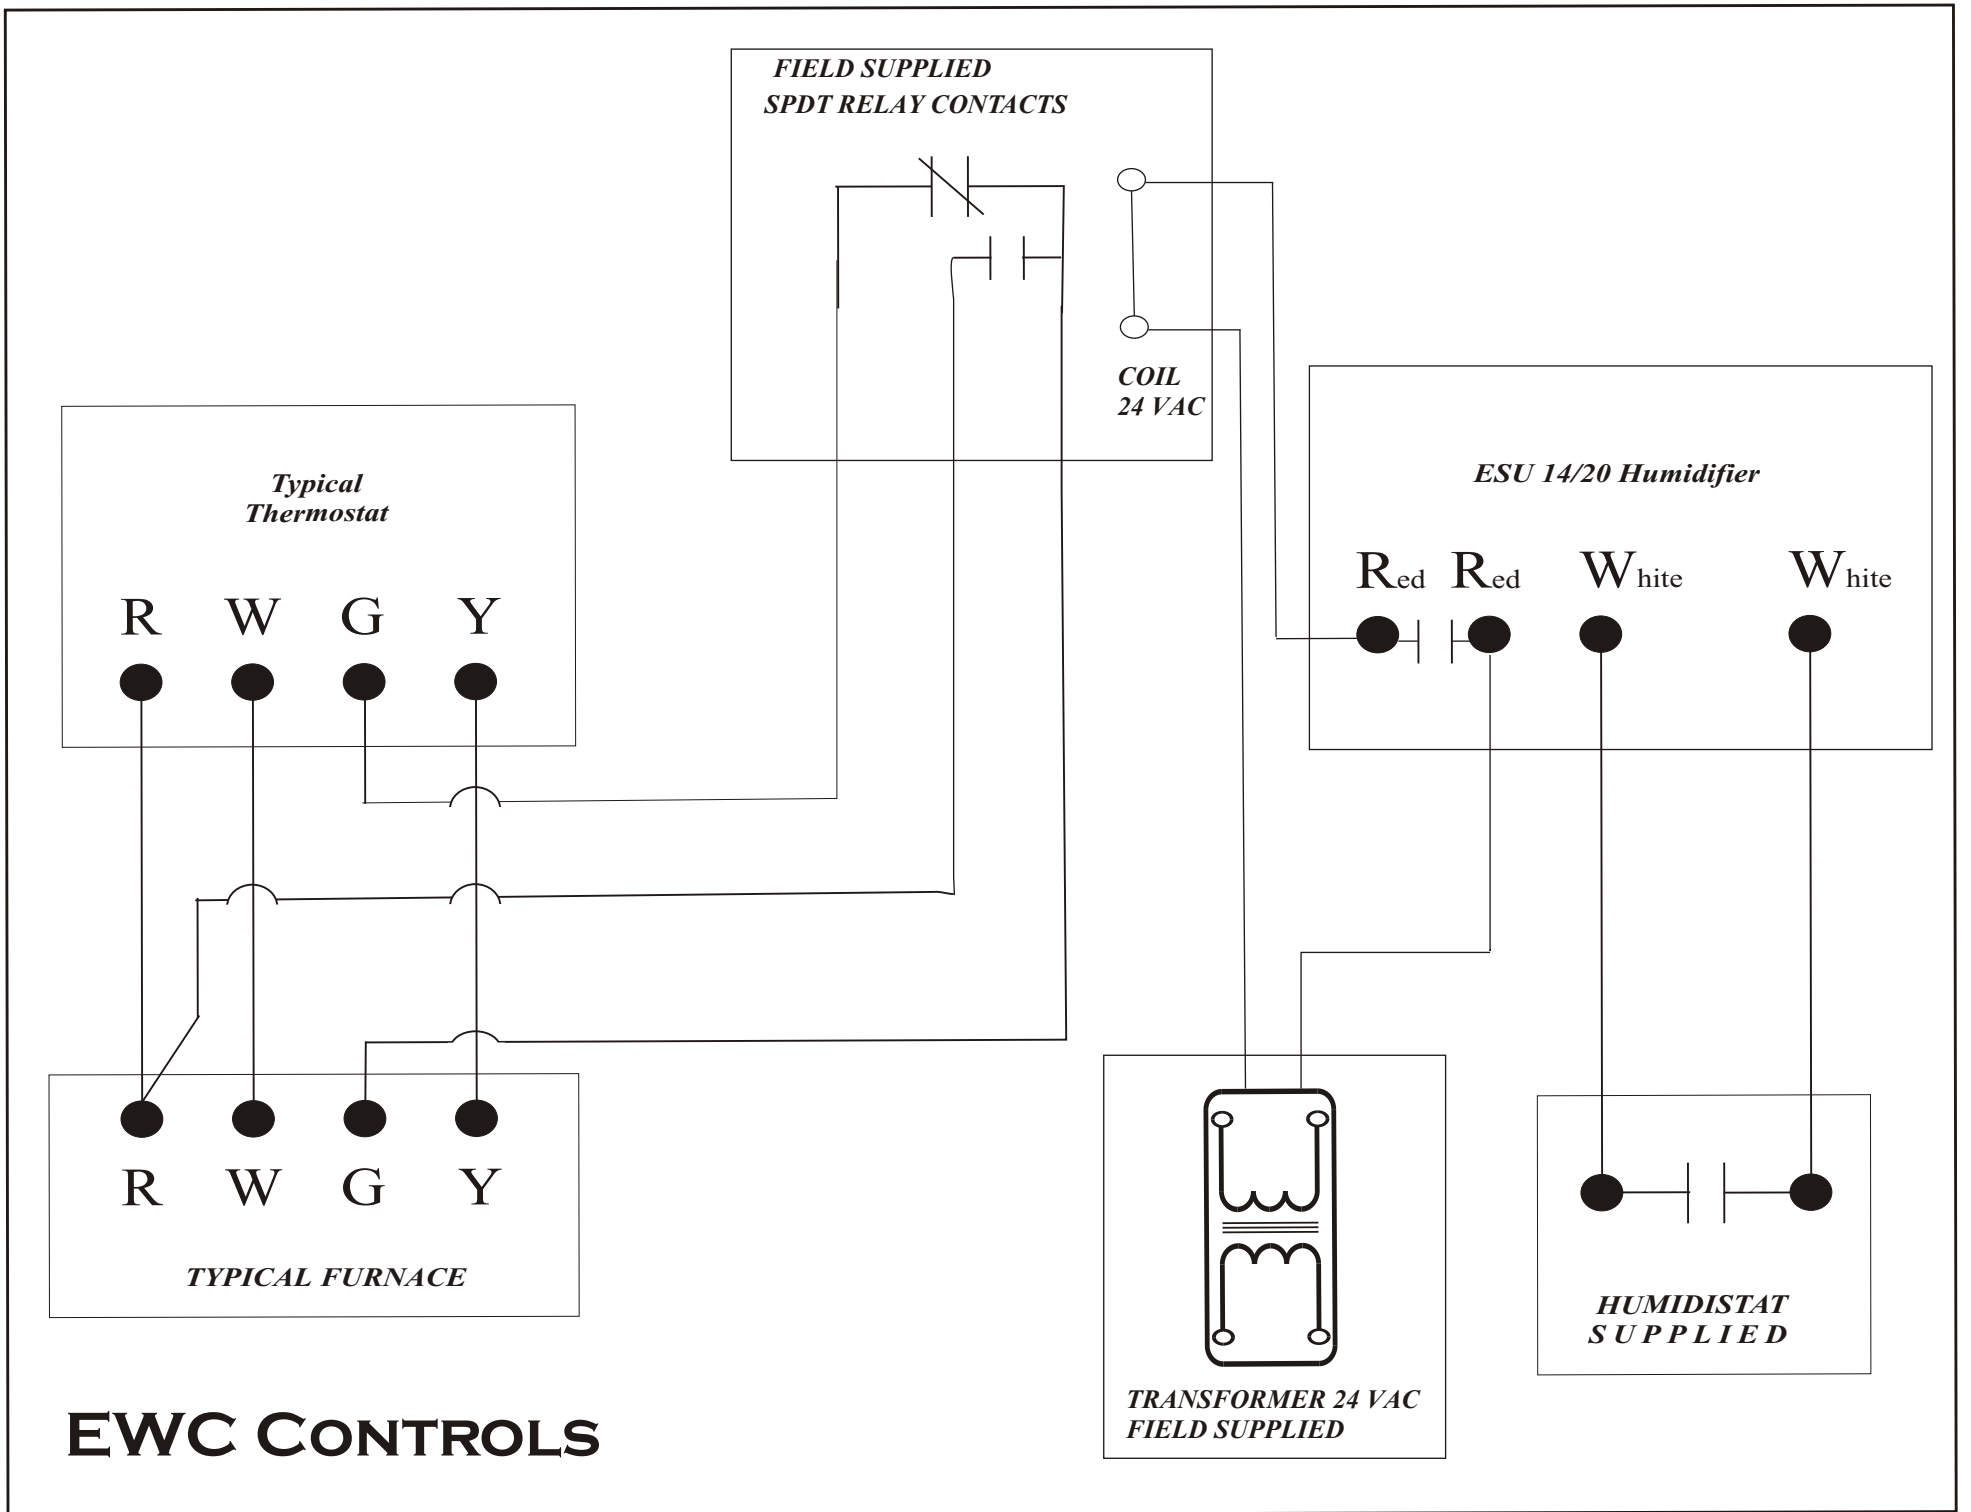 FIELD SUPPLIED
SPDT RELAY CONTACTS
COIL
24 VAC
Typical
Thermostat
R W G Y
ESU 14/20 Humidifier
Red Red White White
R W G Y
TYPICAL FURNACE
HUMIDISTAT
SUPPLIED
TRANSFORMER 24 VAC
FIELD SUPPLIED
EWC CONTROLS